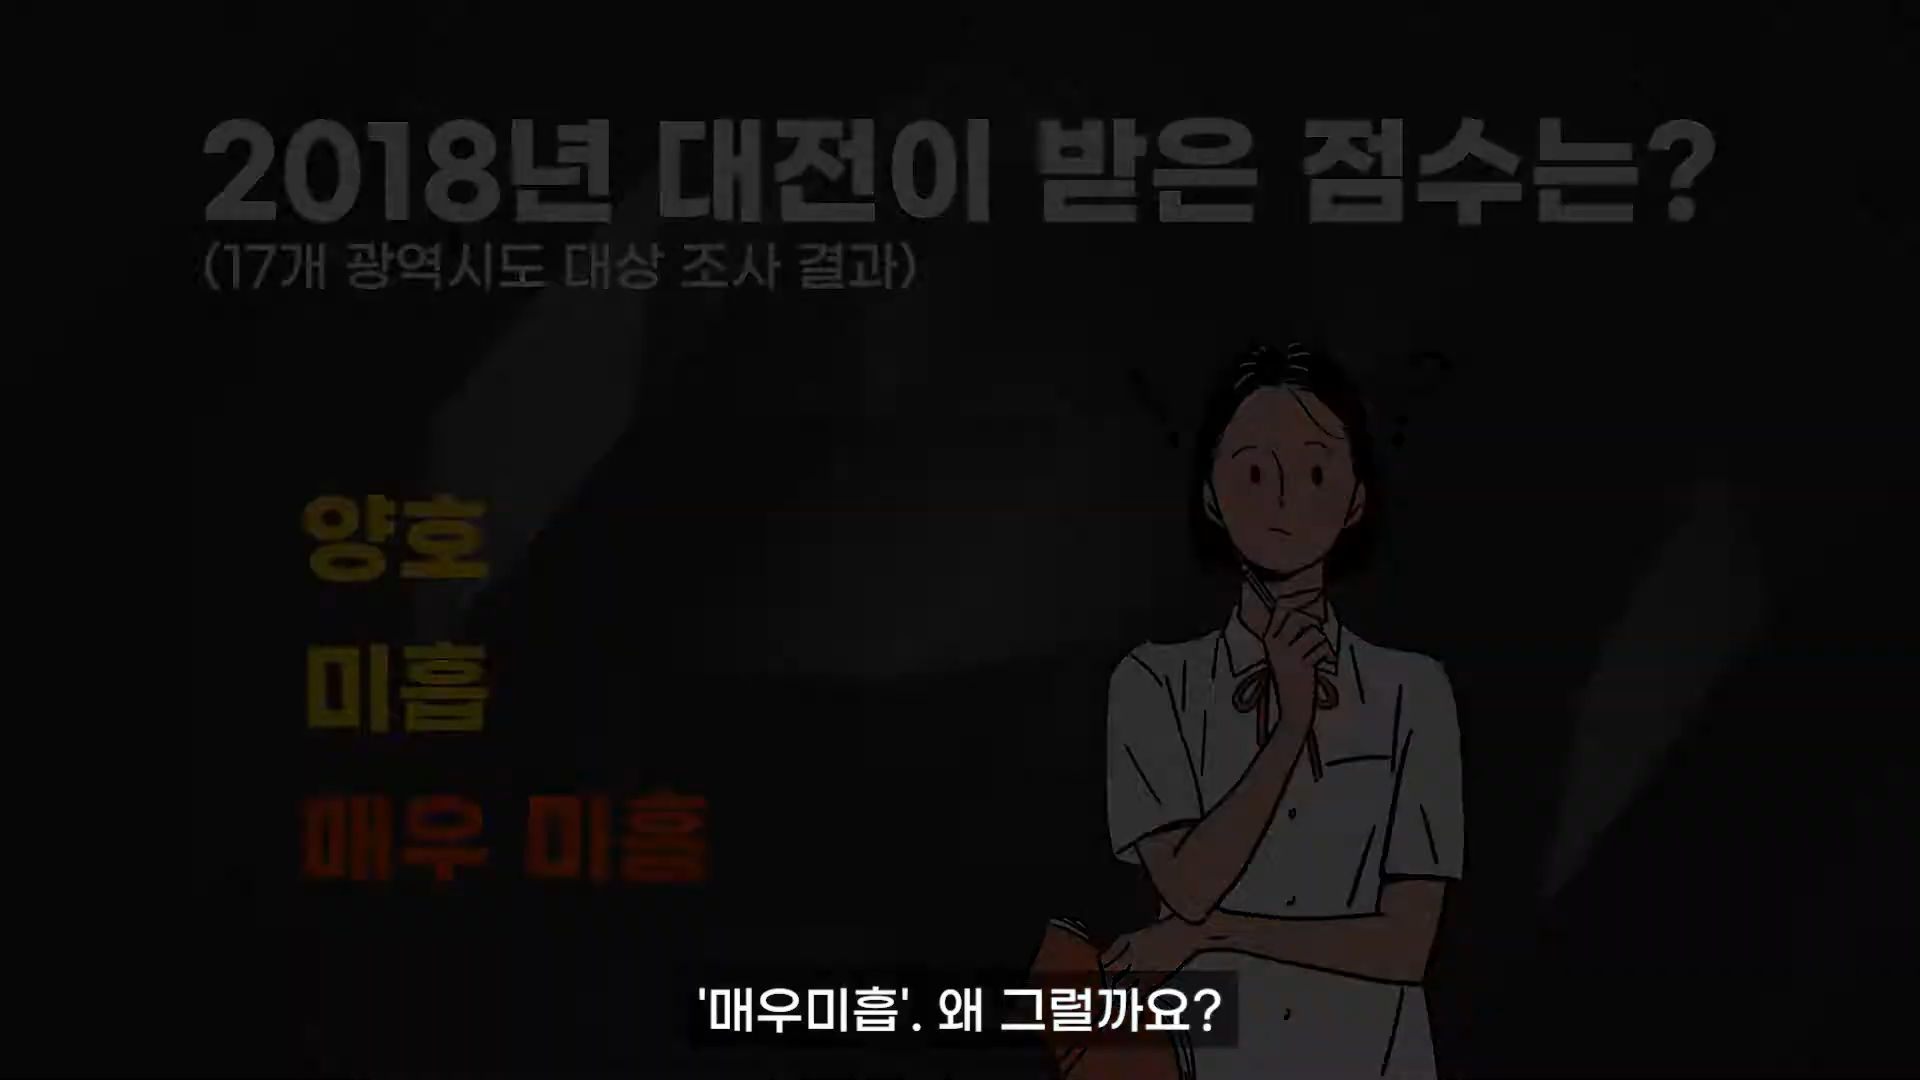 2018년 대전이 받은 점수는?
(17개 광역시도 대상 조사 결과)
양호
미흡
매우 미흡
'매우미흡'. 왜 그럴까요?